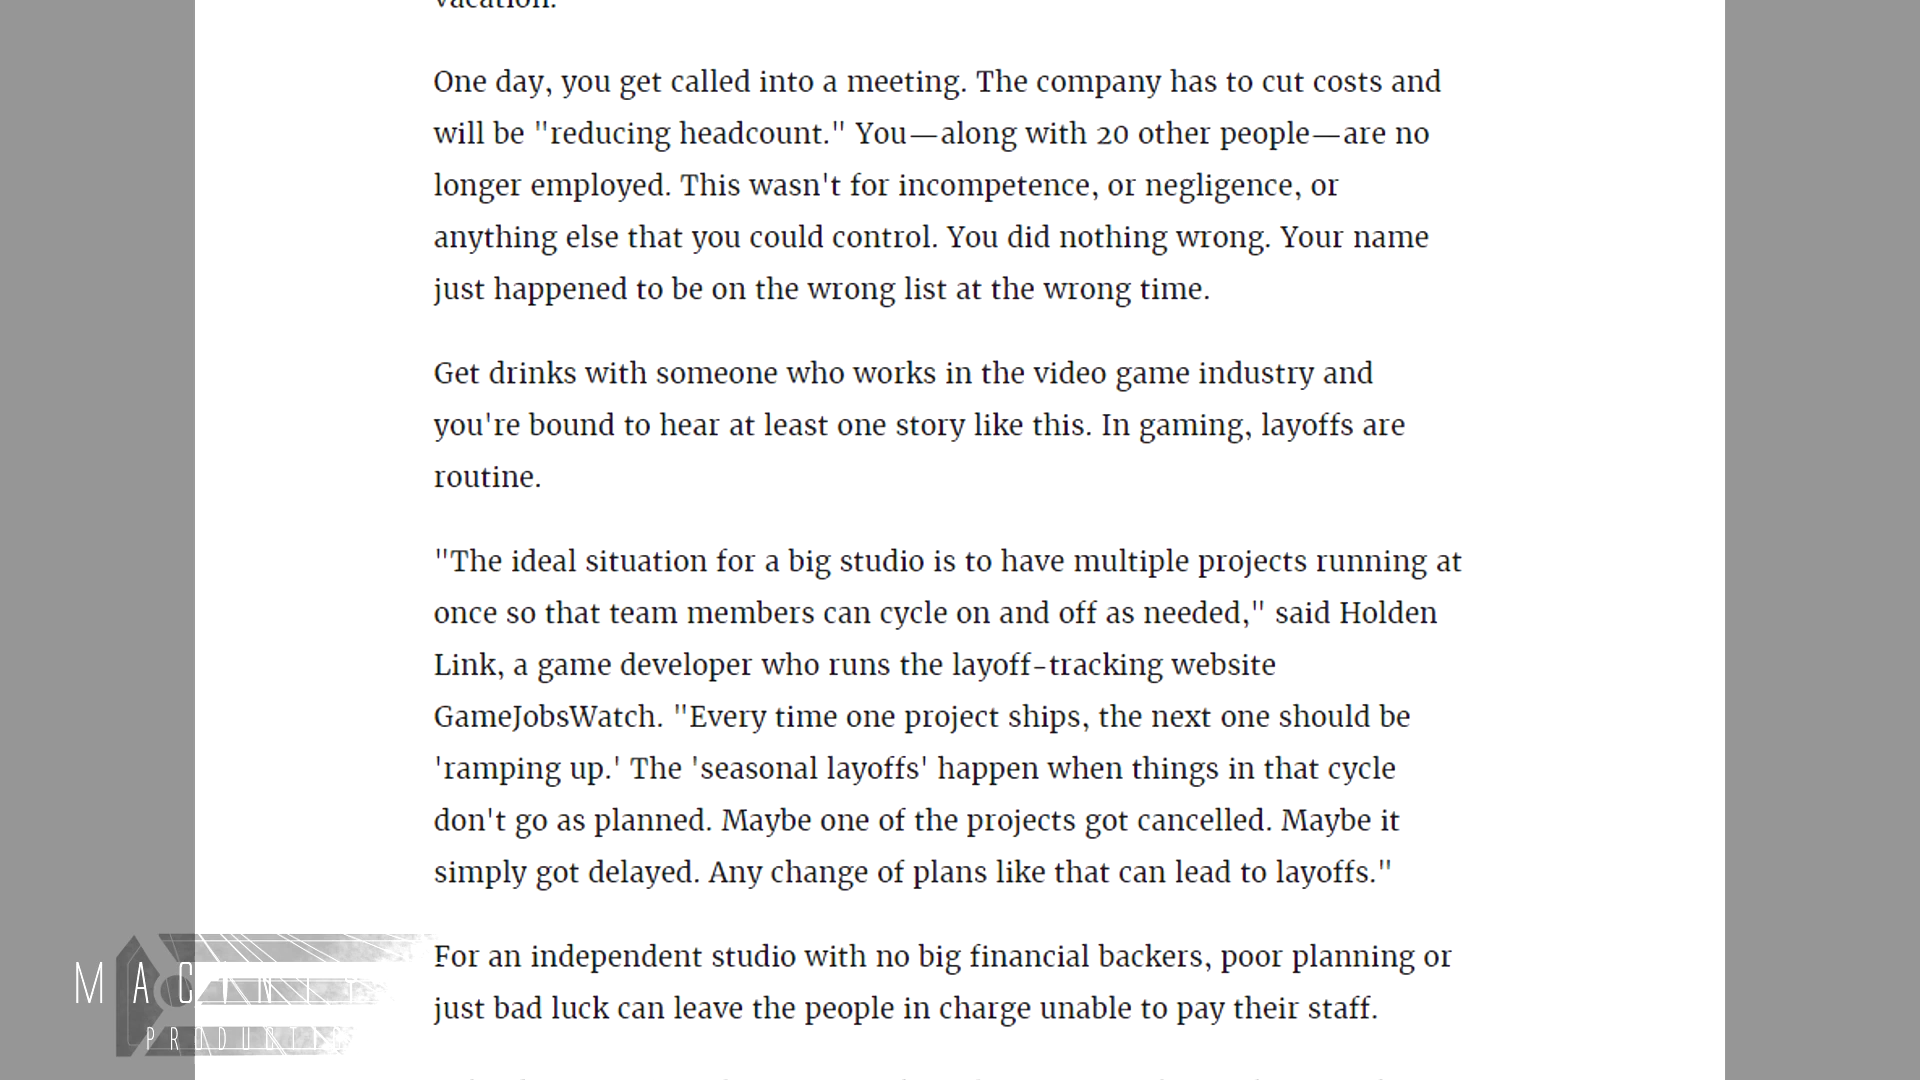 vacation.
One day, you get called into a meeting. The company has to cut costs and
will be "reducing headcount." You—along with 20 other people—are no
longer employed. This wasn't for incompetence, or negligence, or
anything else that you could control. You did nothing wrong. Your name
just happened to be on the wrong list at the wrong time.
Get drinks with someone who works in the video game industry and
you're bound to hear at least one story like this. In gaming, layoffs are
routine.
"The ideal situation for a big studio is to have multiple projects running at
once so that team members can cycle on and off as needed," said Holden
Link, a game developer who runs the layoff-tracking website
GameJobsWatch. "Every time one project ships, the next one should be
'ramping up.' The 'seasonal layoffs' happen when things in that cycle
don't go as planned. Maybe one of the projects got cancelled. Maybe it
simply got delayed. Any change of plans like that can lead to layoffs."
For an independent studio with no big financial backers, poor planning or
just bad luck can leave the people in charge unable to pay their staff.